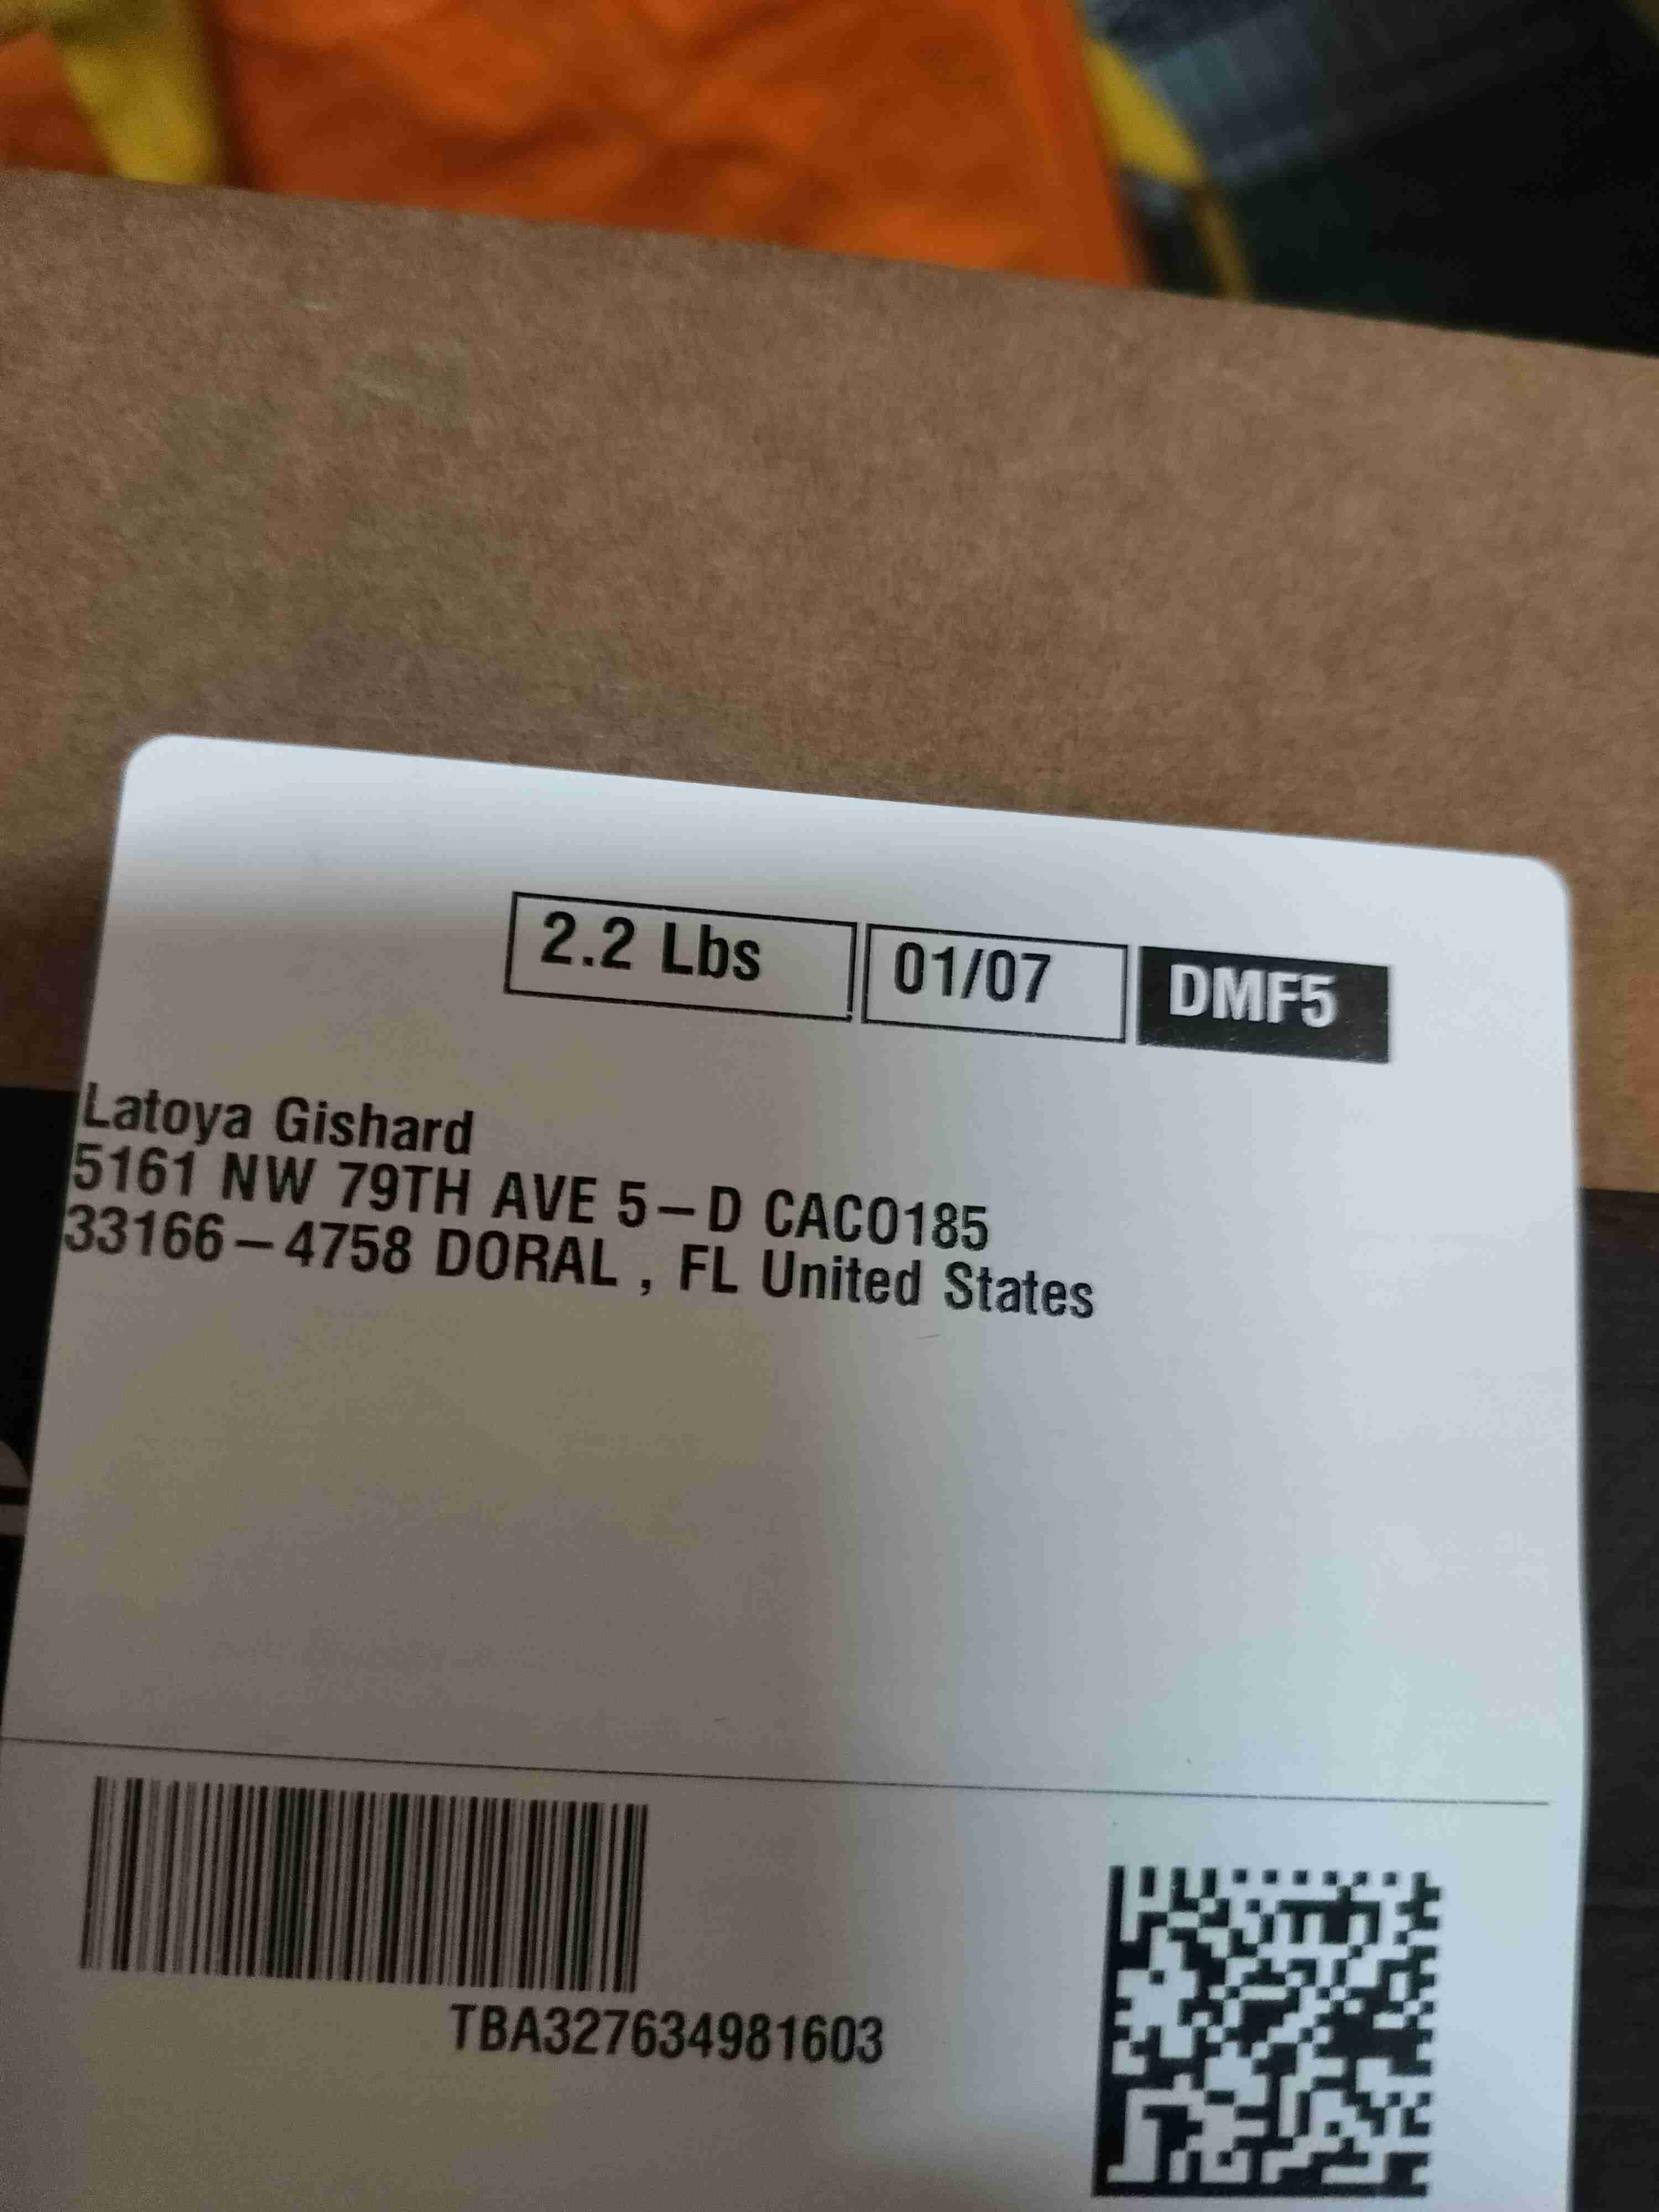 2.2 Lbs 01/07 DMF5
Latoya Gishard
5161 NW 79TH AVE 5-D CACO185
33166-4758 DORAL , FL United States
TBA327634981603